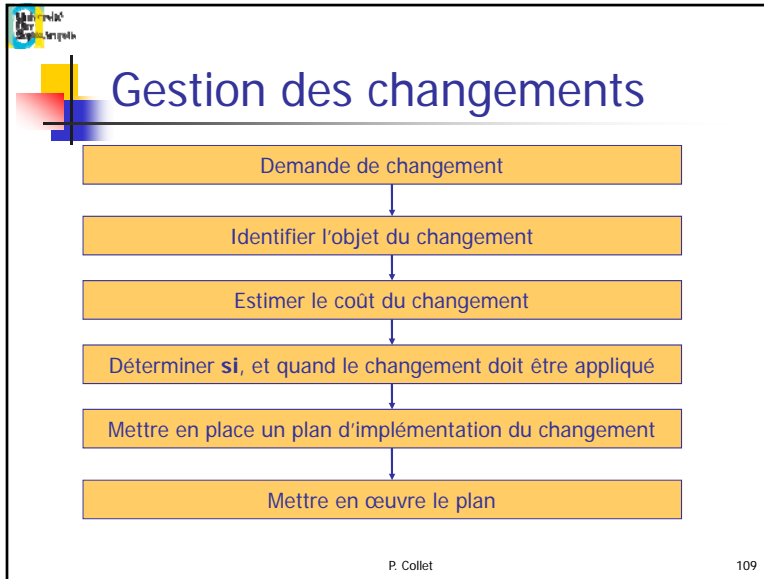 Gestion des changements
Demande de changement
Identifier l'objet du changement
Estimer le coût du changement
Déterminer si, et quand le changement doit être appliqué
Mettre en place un plan d'implémentation du changement
Mettre en œuvre le plan
P. Collet
109